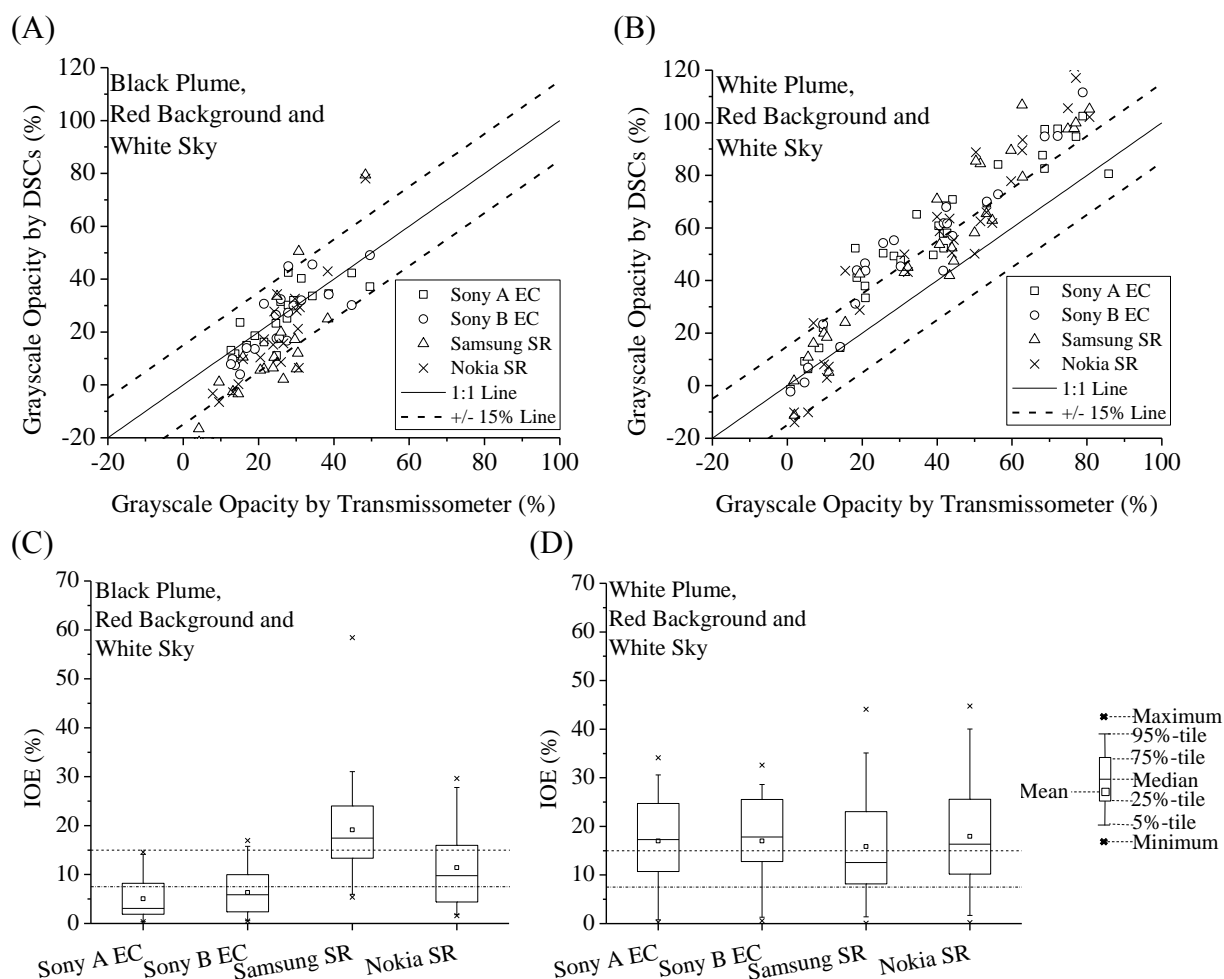 (A)
Black Plume,
Red Background and
White Sky
Grayscale Opacity by DSCs (%)
120
100
80
60
40
20
0
-20
-20 0 20 40 60 80 100
Grayscale Opacity by Transmissometer (%)
Sony A EC
Sony B EC
Samsung SR
Nokia SR
1:1 Line
+/- 15% Line
(B)
White Plume,
Red Background and
White Sky
Grayscale Opacity by DSCs (%)
120
100
80
60
40
20
0
-20
-20 0 20 40 60 80 100
Grayscale Opacity by Transmissometer (%)
Sony A EC
Sony B EC
Samsung SR
Nokia SR
1:1 Line
+/- 15% Line
(C)
Black Plume,
Red Background and
White Sky
IOE (%)
70
60
50
40
30
20
10
0
Sony A EC
Sony B EC
Samsung SR
Nokia SR
(D)
White Plume,
Red Background and
White Sky
IOE (%)
70
60
50
40
30
20
10
0
Sony A EC
Sony B EC
Samsung SR
Nokia SR
Maximum
95%-tile
75%-tile
Median
Mean
25%-tile
5%-tile
Minimum